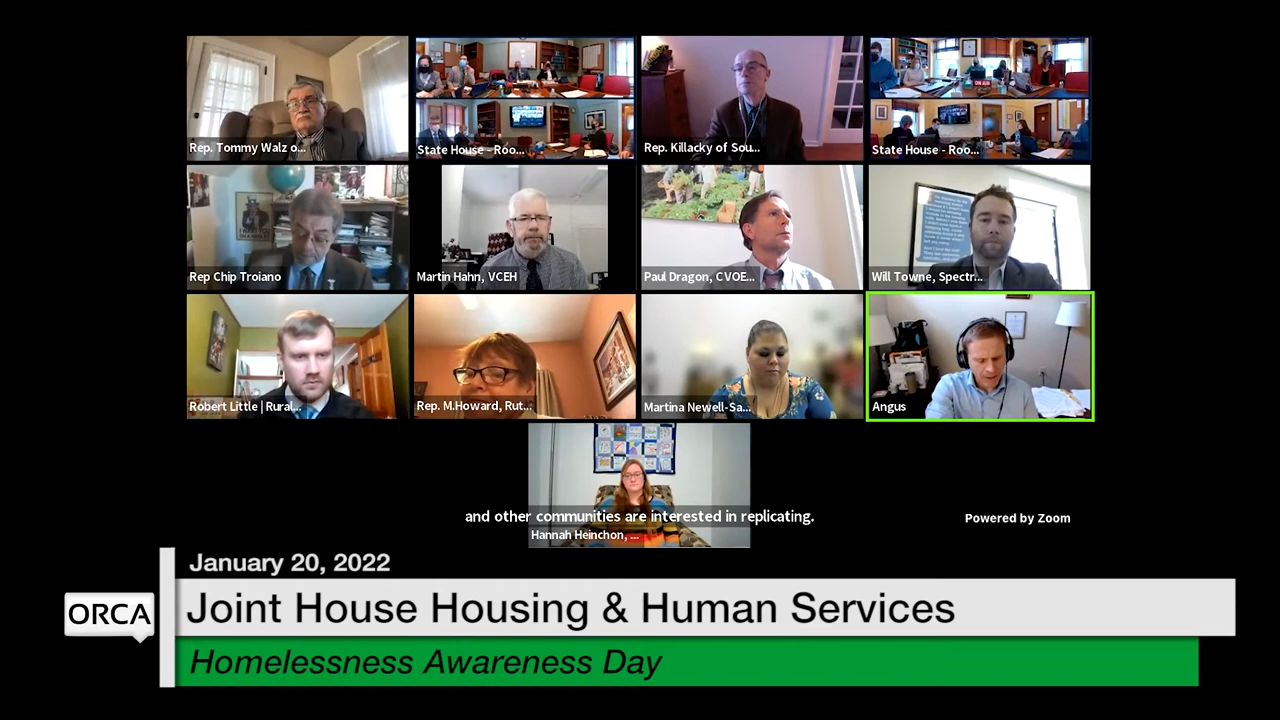 Rep. Tommy Walz o...
State House - Roo...
Rep. Killacky of Sou...
State House - Roo...
Rep Chip Troiano
Martin Hahn, VCEH
Paul Dragon, CVOE...
Will Towne, Spectr...
Robert Little | Rural...
Rep. M.Howard, Rut...
Martina Newell-Sa...
Angus
and other communities are interested in replicating.
Powered by Zoom
Hannah Heinchon, ...
January 20, 2022
ORCA
Joint House Housing & Human Services
Homelessness Awareness Day